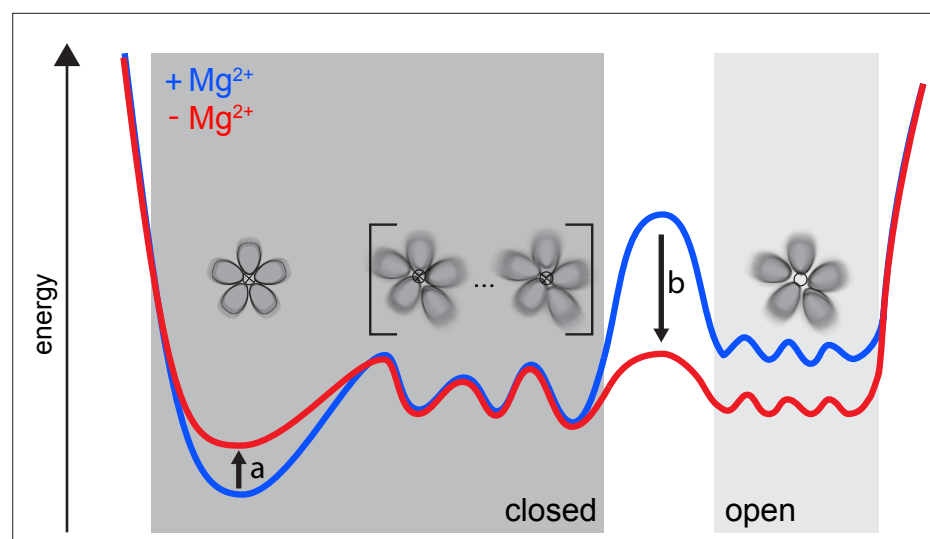 + Mg²⁺
- Mg²⁺
energy
...
b
a
closed
open